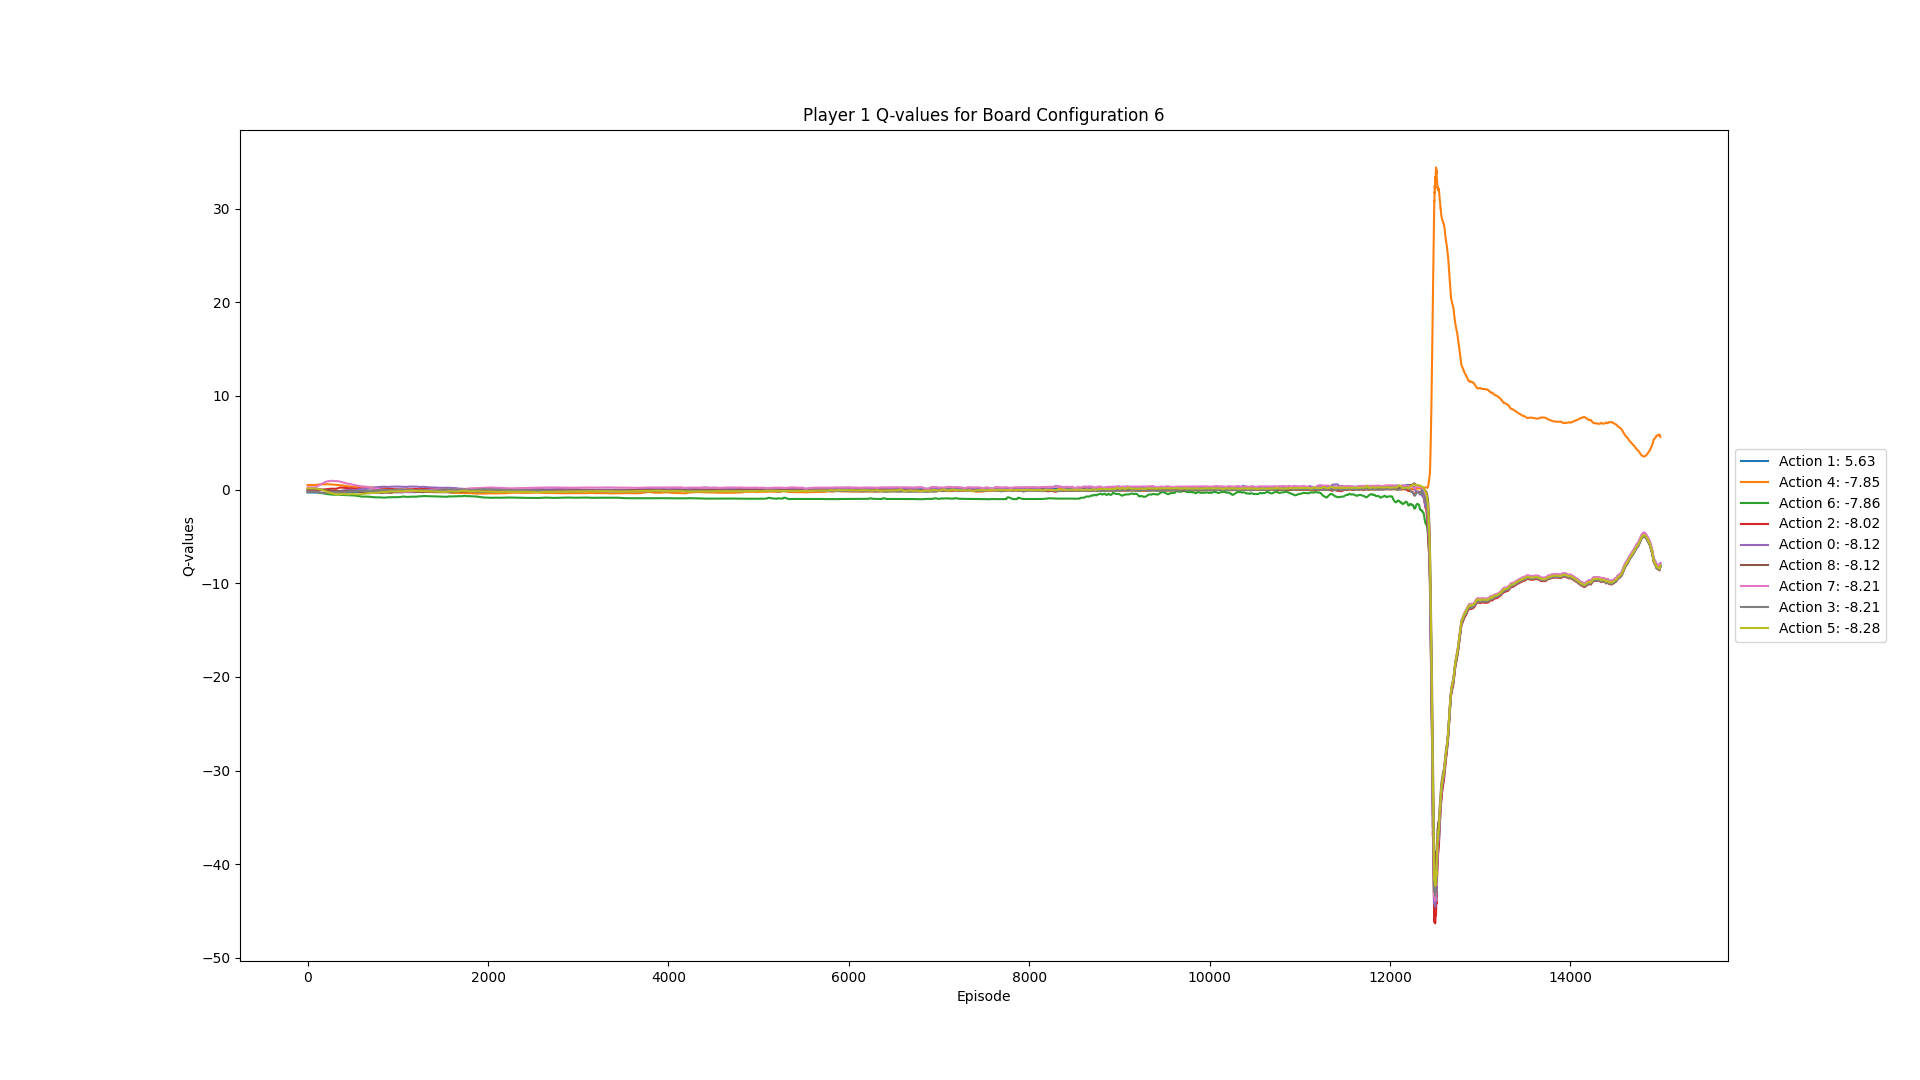 Player 1 Q-values for Board Configuration 6
Q-values
30
20
10
0
−10
−20
−30
−40
−50
0 2000 4000 6000 8000 10000 12000 14000
Episode
Action 1: 5.63
Action 4: -7.85
Action 6: -7.86
Action 2: -8.02
Action 0: -8.12
Action 8: -8.12
Action 7: -8.21
Action 3: -8.21
Action 5: -8.28